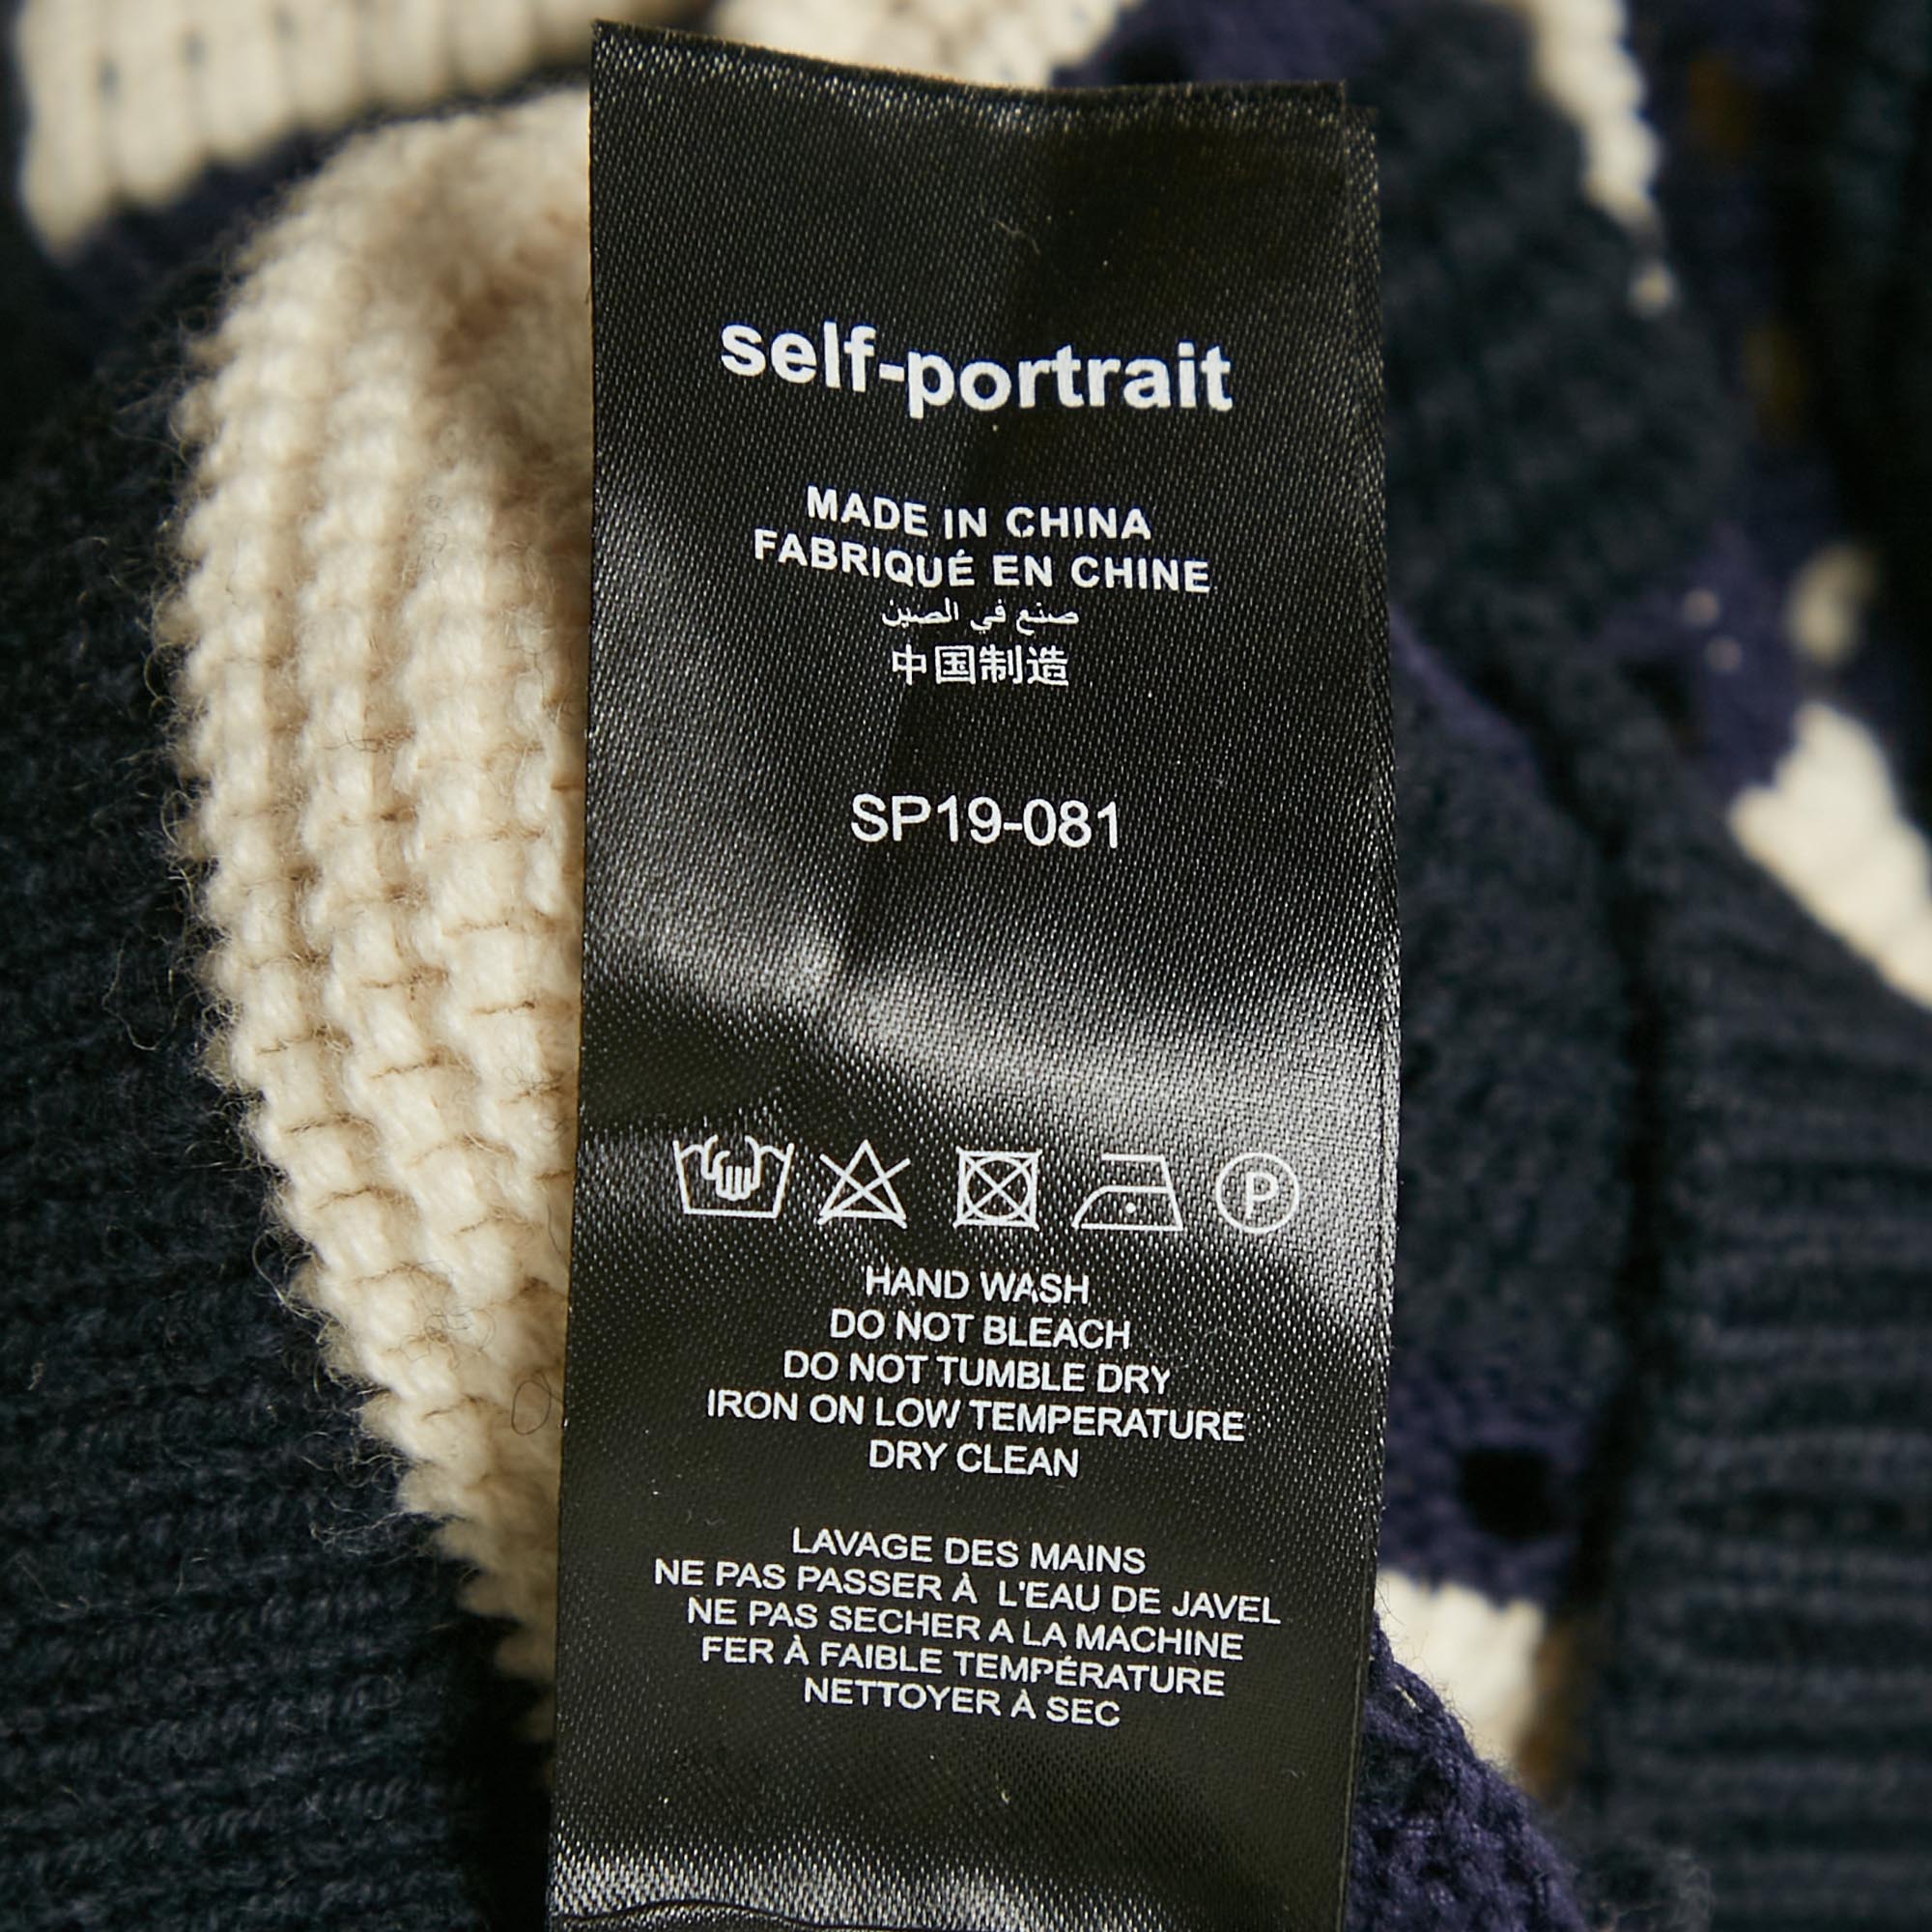 self-portrait
MADE IN CHINA
FABRIQUÉ EN CHINE
صنع في الصين
中国制造
SP19-081
P
HAND WASH
DO NOT BLEACH
DO NOT TUMBLE DRY
IRON ON LOW TEMPERATURE
DRY CLEAN
LAVAGE DES MAINS
NE PAS PASSER À L'EAU DE JAVEL
NE PAS SECHER A LA MACHINE
FER À FAIBLE TEMPÉRATURE
NETTOYER À SEC